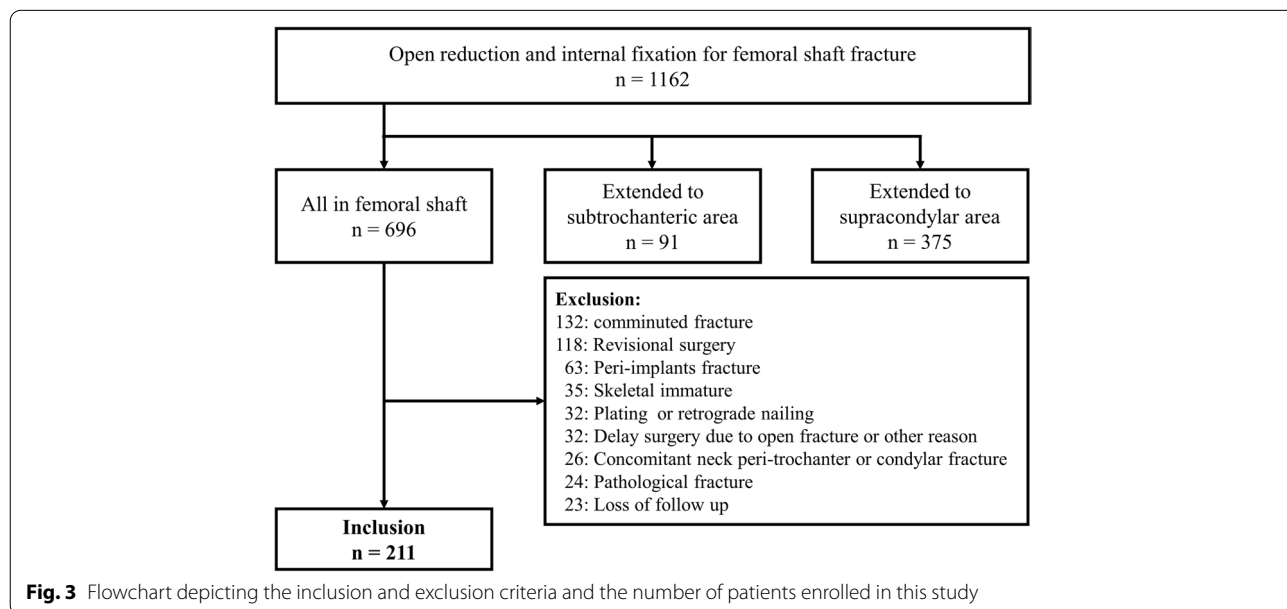 Open reduction and internal fixation for femoral shaft fracture
n = 1162
All in femoral shaft
n = 696
Extended to
subtrochanteric area
n = 91
Extended to
supracondylar area
n = 375
Exclusion:
132: comminuted fracture
118: Revisional surgery
63: Peri-implants fracture
35: Skeletal immature
32: Plating or retrograde nailing
32: Delay surgery due to open fracture or other reason
26: Concomitant neck peri-trochanter or condylar fracture
24: Pathological fracture
23: Loss of follow up
Inclusion
n = 211
Fig. 3 Flowchart depicting the inclusion and exclusion criteria and the number of patients enrolled in this study